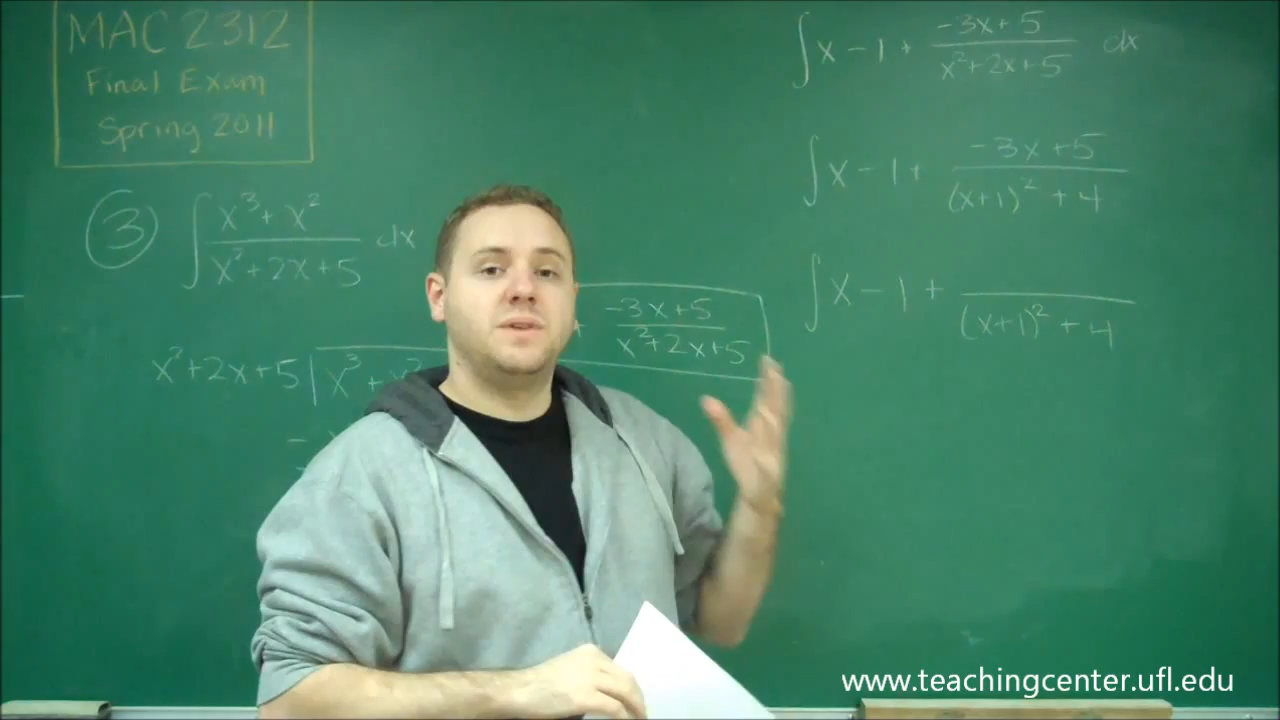 MAC 2312
Final Exam
Spring 2011
③ ∫ (x³ + x²)/(x² + 2x + 5) dx
+ (-3x + 5)/(x² + 2x + 5)
x² + 2x + 5 | x³ + x²
∫ x - 1 + (-3x + 5)/(x² + 2x + 5) dx
∫ x - 1 + (-3x + 5)/((x+1)² + 4)
∫ x - 1 + /((x+1)² + 4)
www.teachingcenter.ufl.edu